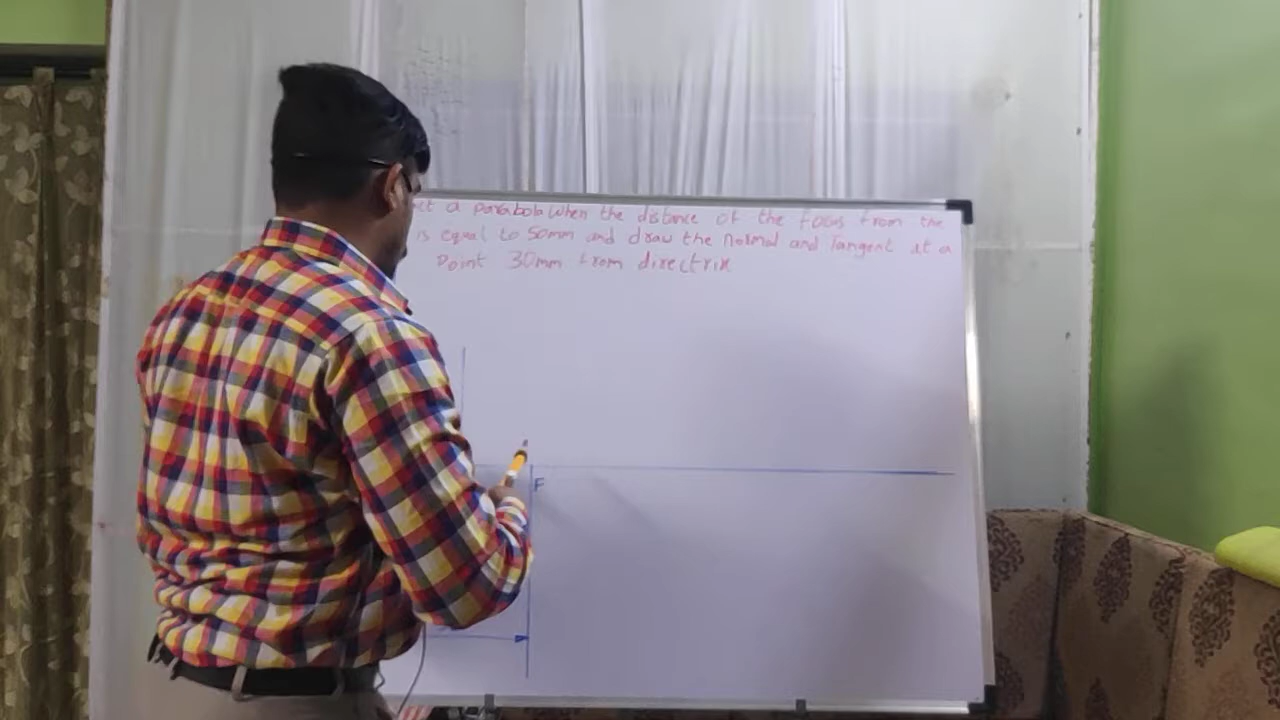 a parabola When the distance of the focus from the
is equal to 50mm and draw the Normal and Tangent at a
Point 30mm from directrix
F